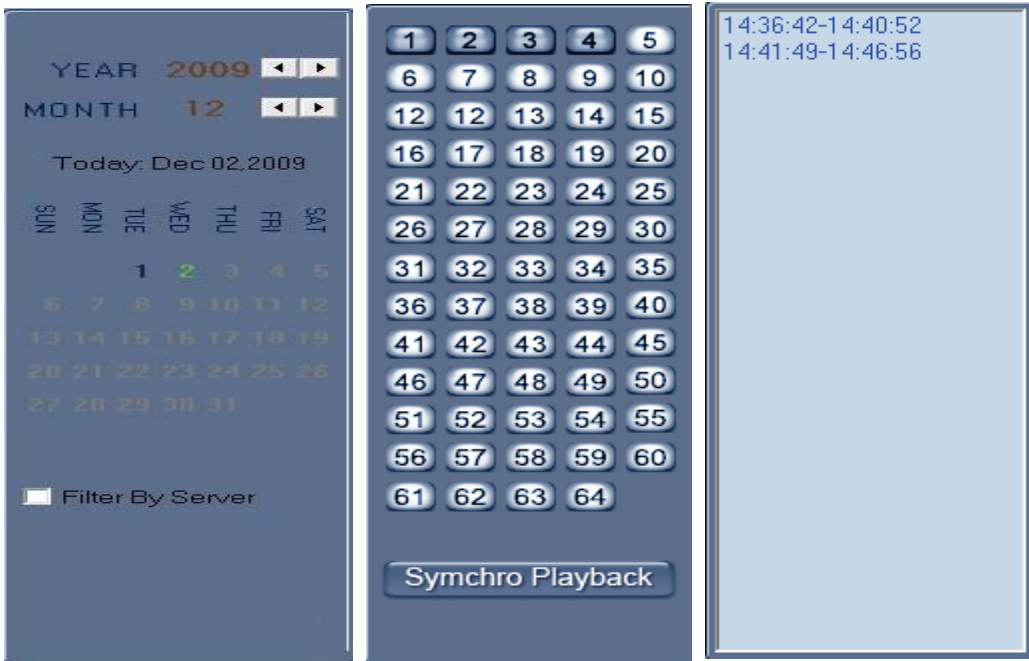 YEAR 2009
MONTH 12
Today: Dec 02,2009
SUN MON TUE WED THU FRI SAT
1 2 3 4 5
6 7 8 9 10 11 12
13 14 15 16 17 18 19
20 21 22 23 24 25 26
27 28 29 30 31
Filter By Server
1 2 3 4 5
6 7 8 9 10
12 12 13 14 15
16 17 18 19 20
21 22 23 24 25
26 27 28 29 30
31 32 33 34 35
36 37 38 39 40
41 42 43 44 45
46 47 48 49 50
51 52 53 54 55
56 57 58 59 60
61 62 63 64
Symchro Playback
14:36:42-14:40:52
14:41:49-14:46:56